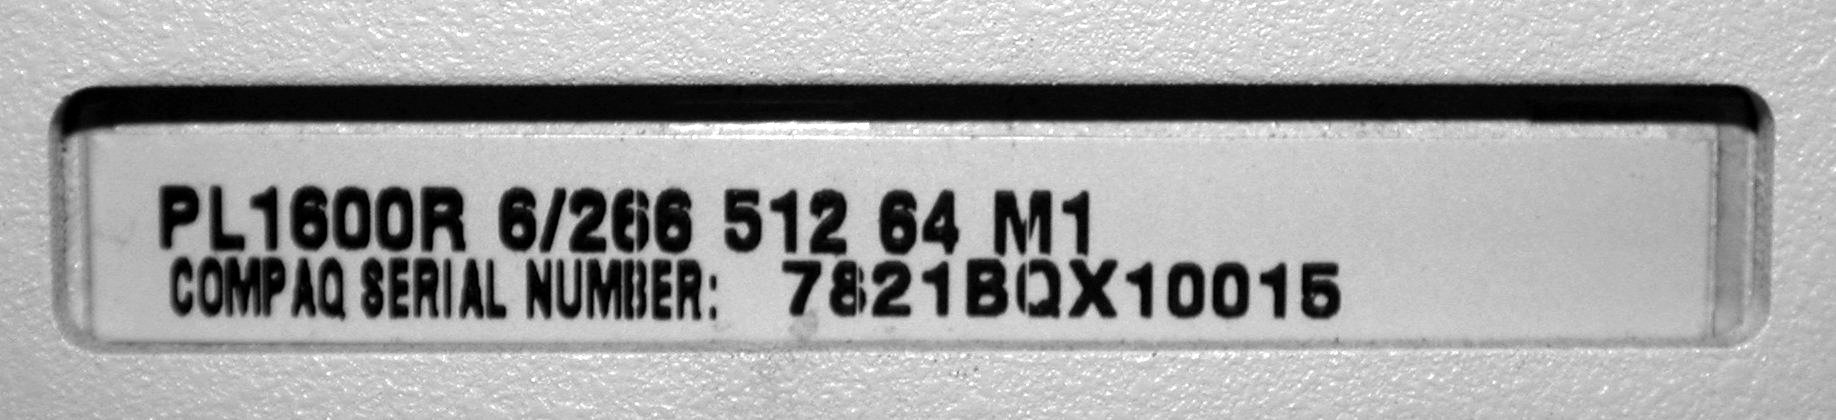 PL1600R 6/266 512 64 M1
COMPAQ SERIAL NUMBER: 7821BQX10015